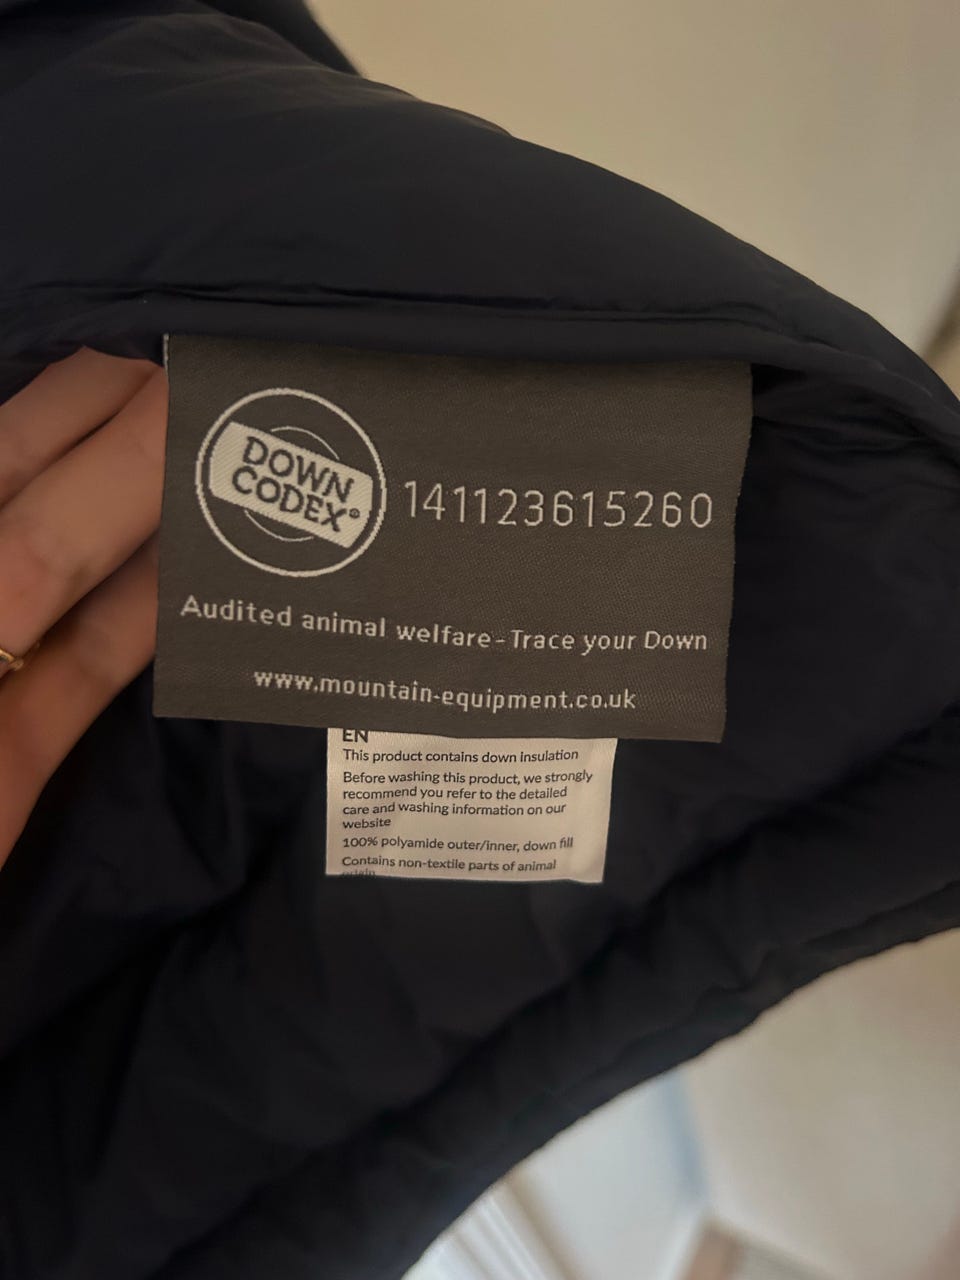 DOWN
CODEX®
141123615260
Audited animal welfare - Trace your Down
www.mountain-equipment.co.uk
EN
This product contains down insulation
Before washing this product, we strongly
recommend you refer to the detailed
care and washing information on our
website
100% polyamide outer/inner, down fill
Contains non-textile parts of animal